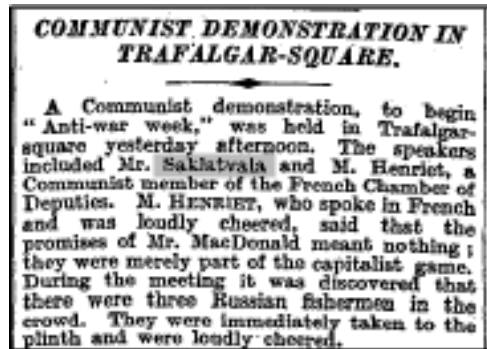 COMMUNIST DEMONSTRATION IN
TRAFALGAR-SQUARE.
A Communist demonstration, to begin
"Anti-war week," was held in Trafalgar-
square yesterday afternoon. The speakers
included Mr. Saklatvala and M. Henriet, a
Communist member of the French Chamber of
Deputies. M. HENRIET, who spoke in French
and was loudly cheered, said that the
promises of Mr. MacDonald meant nothing;
they were merely part of the capitalist game.
During the meeting it was discovered that
there were three Russian fishermen in the
crowd. They were immediately taken to the
plinth and were loudly cheered.